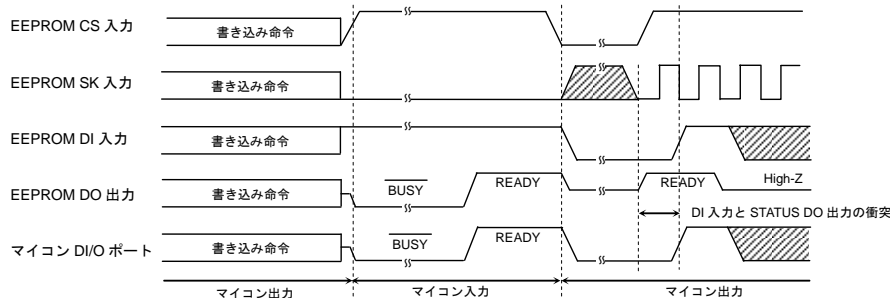 EEPROM CS 入力
書き込み命令
EEPROM SK 入力
書き込み命令
EEPROM DI 入力
書き込み命令
EEPROM DO 出力
書き込み命令
BUSY
READY
READY
High-Z
DI 入力と STATUS DO 出力の衝突
マイコン DI/O ポート
書き込み命令
BUSY
READY
マイコン出力
マイコン入力
マイコン出力